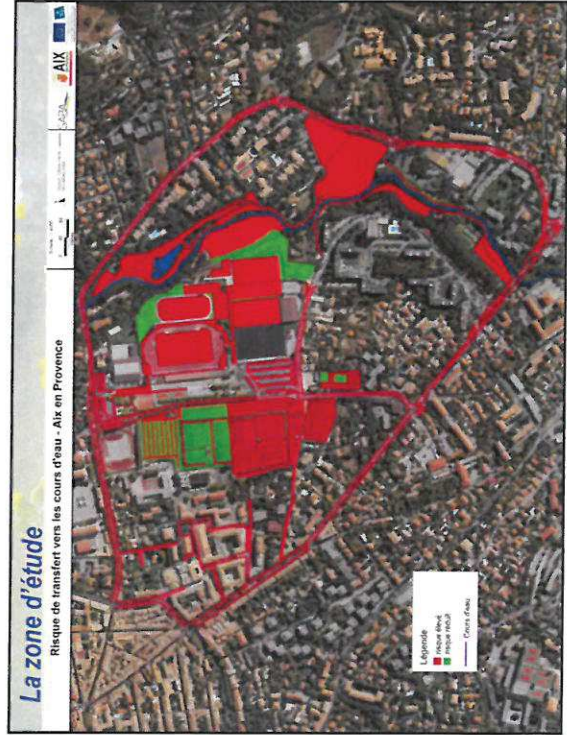 La zone d'étude
Risque de transfert vers les cours d'eau - Aix en Provence
AIX
Légende
risque élevé
risque réduit
Cours d'eau